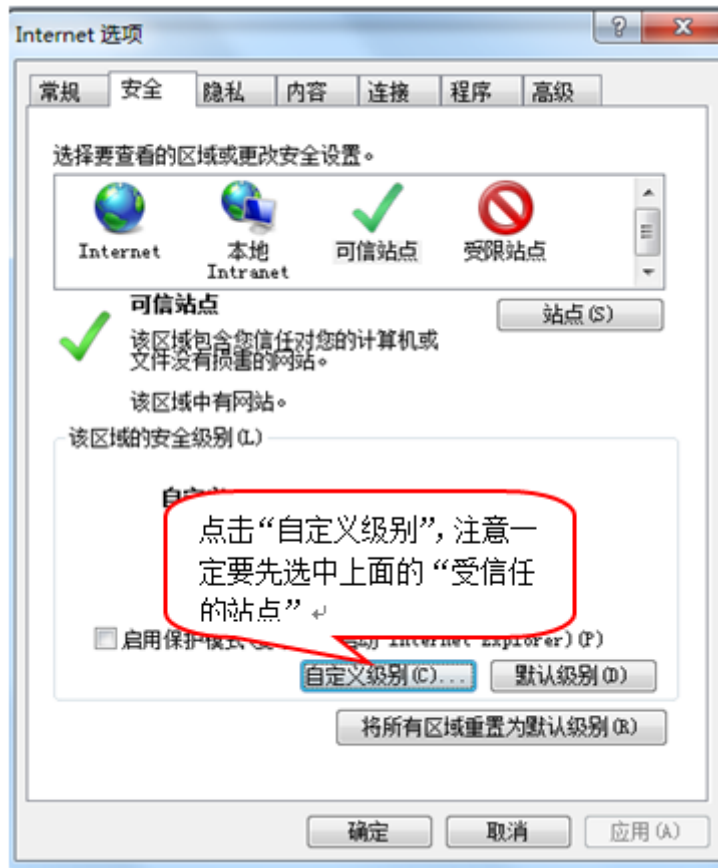 Internet 选项
常规 安全 隐私 内容 连接 程序 高级
选择要查看的区域或更改安全设置。
Internet 本地 可信站点 受限站点
Intranet
可信站点 站点(S)
该区域包含您信任对您的计算机或
文件没有损害的网站。
该区域中有网站。
该区域的安全级别(L)
点击“自定义级别”,注意一
定要先选中上面的“受信任
的站点”
启用保护模式 Internet Explorer)(P)
自定义级别(C)... 默认级别(D)
将所有区域重置为默认级别(R)
确定 取消 应用(A)